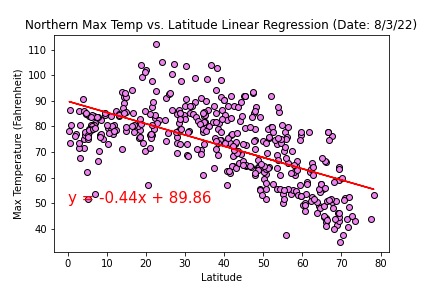 Northern Max Temp vs. Latitude Linear Regression (Date: 8/3/22)
Max Temperature (Fahrenheit)
110
100
90
80
70
60
50
40
y = -0.44x + 89.86
0 10 20 30 40 50 60 70 80
Latitude